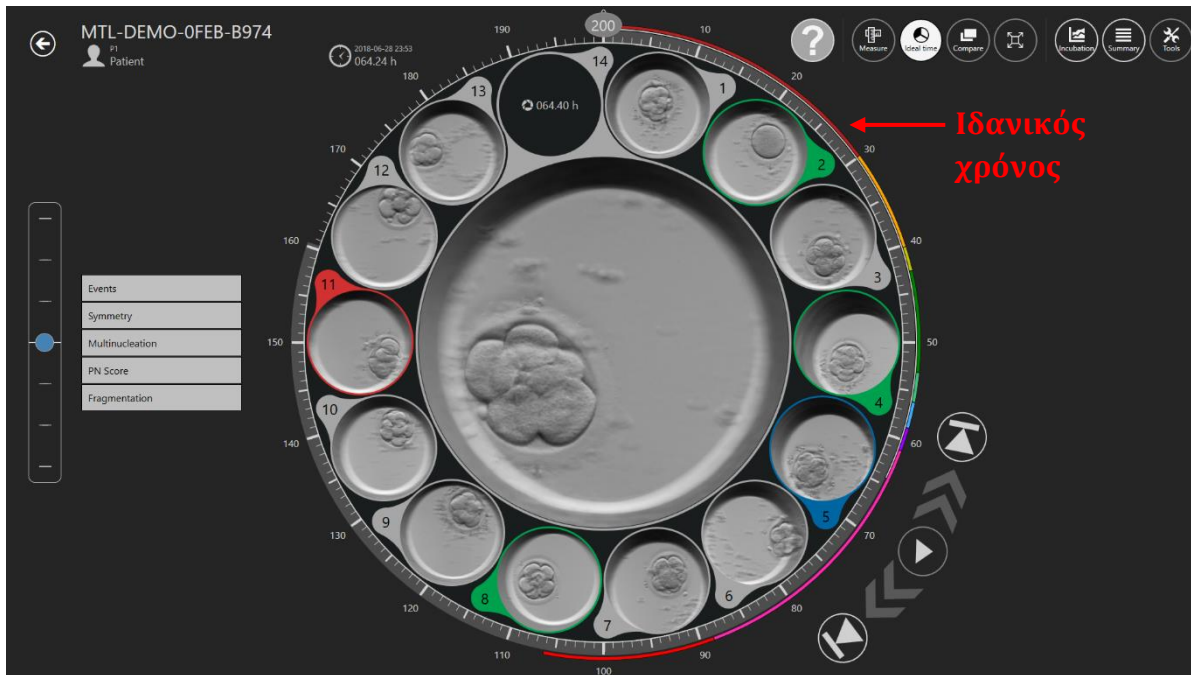 MTL-DEMO-0FEB-B974
P1
Patient
2018-06-28 23:53
064.24 h
Measure
Ideal time
Compare
Incubation
Summary
Tools
?
Ιδανικός
χρόνος
064.40 h
Events
Symmetry
Multinucleation
PN Score
Fragmentation
200
10
20
30
40
50
60
70
80
90
100
110
120
130
140
150
160
170
180
190
1
2
3
4
5
6
7
8
9
10
11
12
13
14